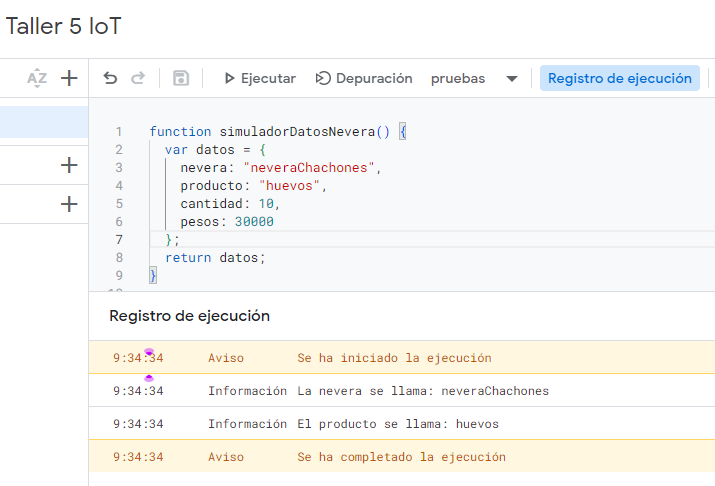 Taller 5 IoT
AZ Ejecutar Depuración pruebas Registro de ejecución
1 function simuladorDatosNevera() {
2 var datos = {
3 nevera: "neveraChachones",
4 producto: "huevos",
5 cantidad: 10,
6 pesos: 30000
7 };
8 return datos;
9 }
Registro de ejecución
9:34:34 Aviso Se ha iniciado la ejecución
9:34:34 Información La nevera se llama: neveraChachones
9:34:34 Información El producto se llama: huevos
9:34:34 Aviso Se ha completado la ejecución